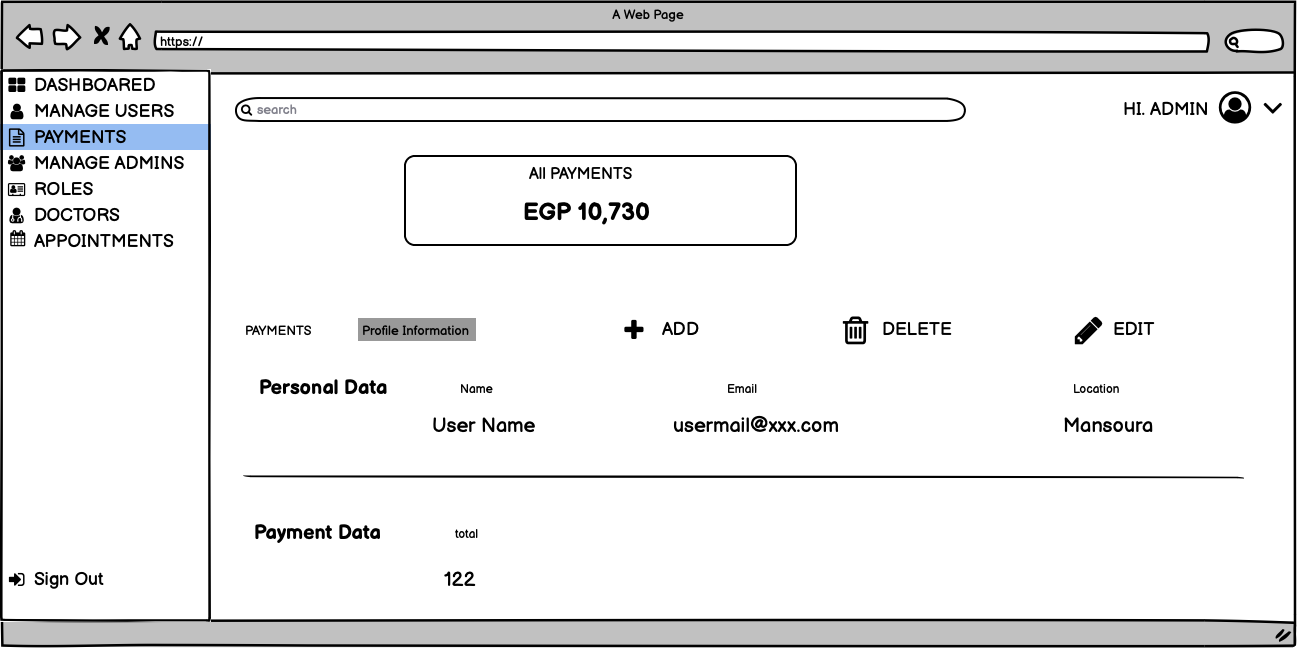 A Web Page
https://
DASHBOARED
MANAGE USERS
PAYMENTS
MANAGE ADMINS
ROLES
DOCTORS
APPOINTMENTS
Sign Out
search
HI. ADMIN
All PAYMENTS
EGP 10,730
PAYMENTS
Profile Information
ADD
DELETE
EDIT
Personal Data
Name
Email
Location
User Name
usermail@xxx.com
Mansoura
Payment Data
total
122